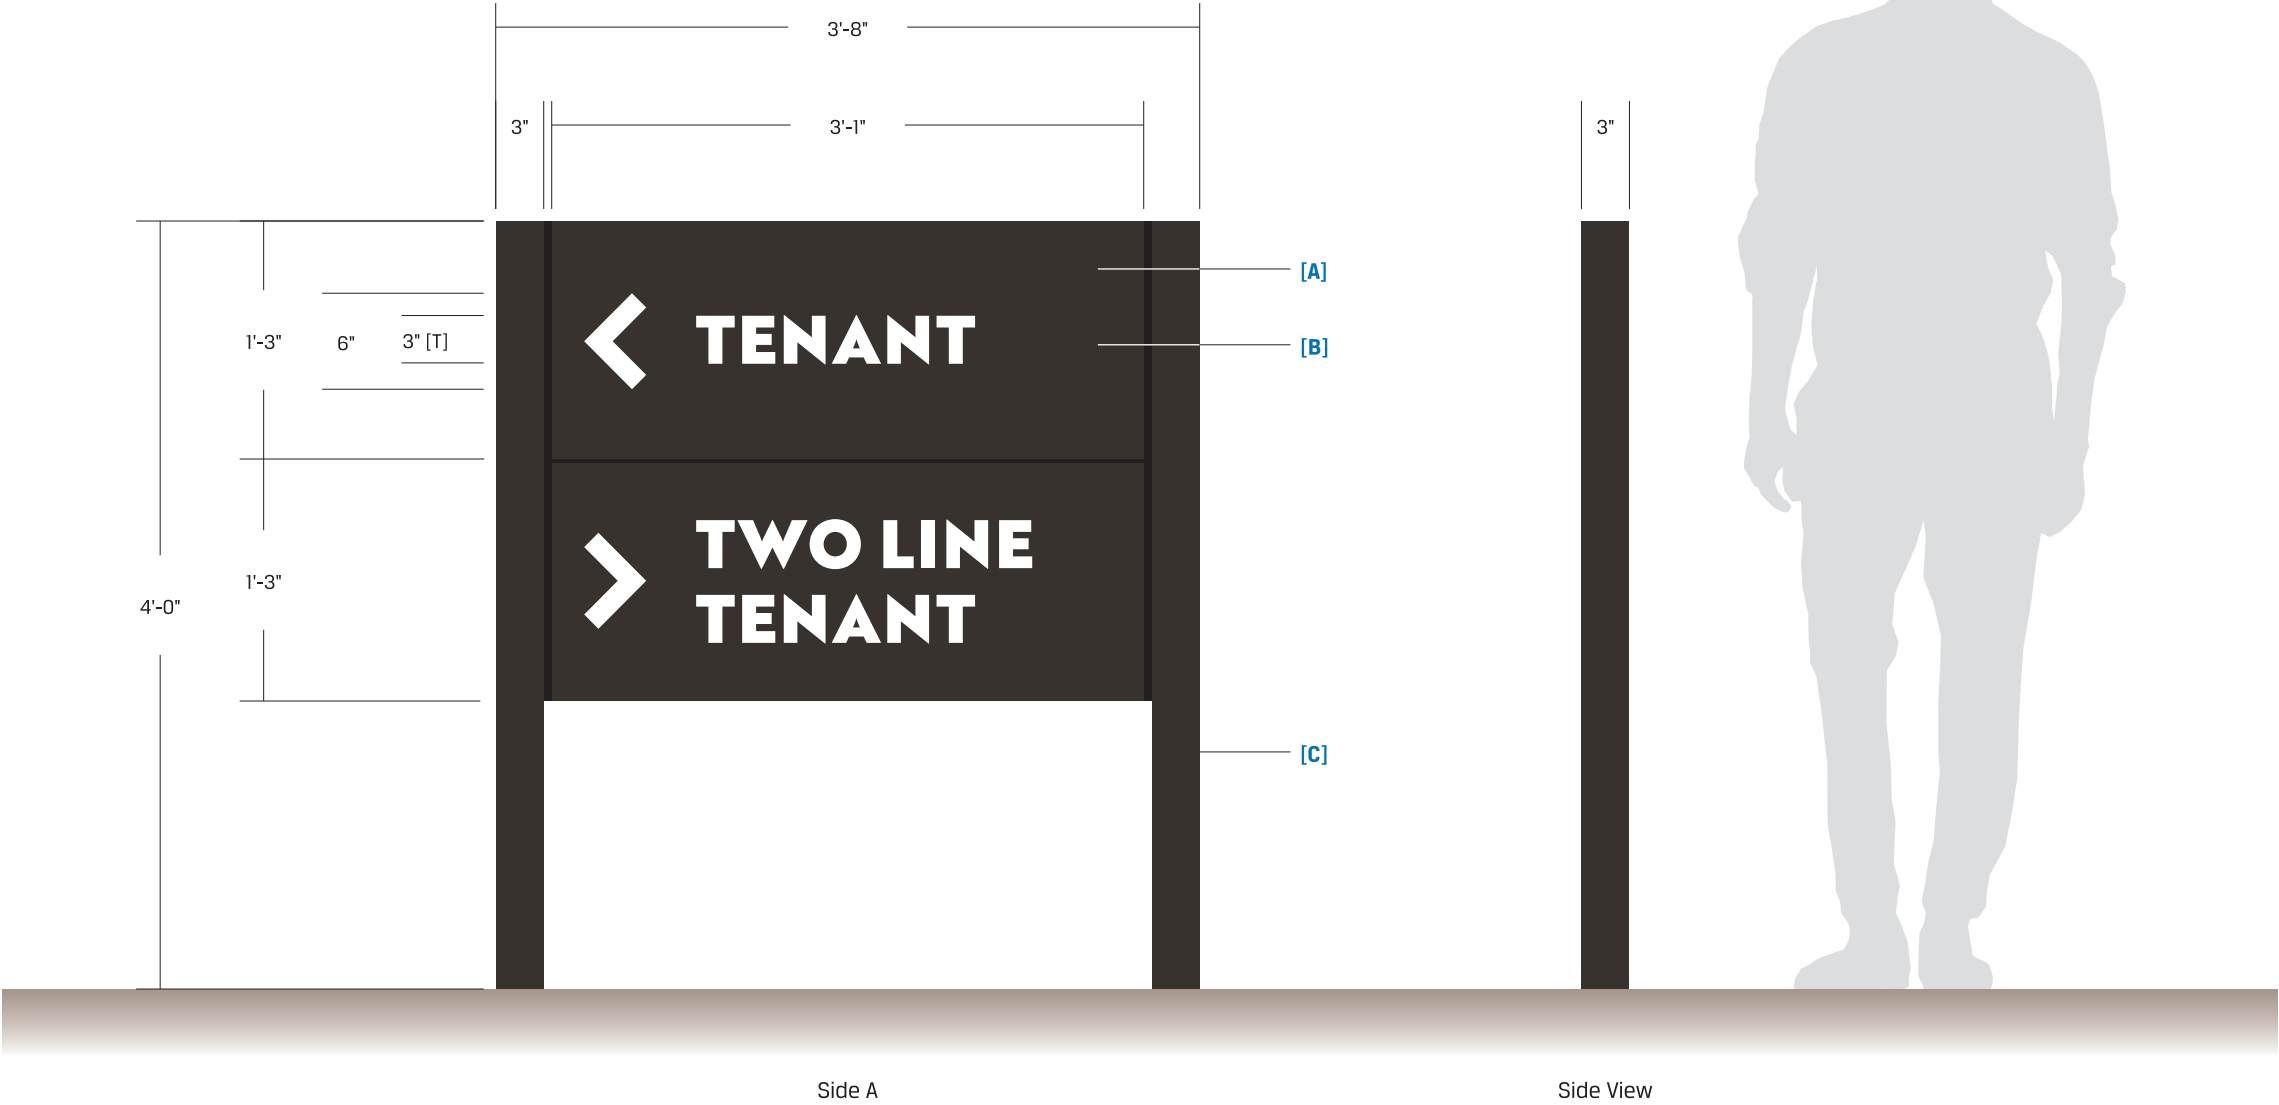 3'-8"
3"
3'-1"
3"
[A]
1'-3"
6"
3" [T]
TENANT
[B]
TWO LINE
TENANT
1'-3"
4'-0"
[C]
Side A
Side View